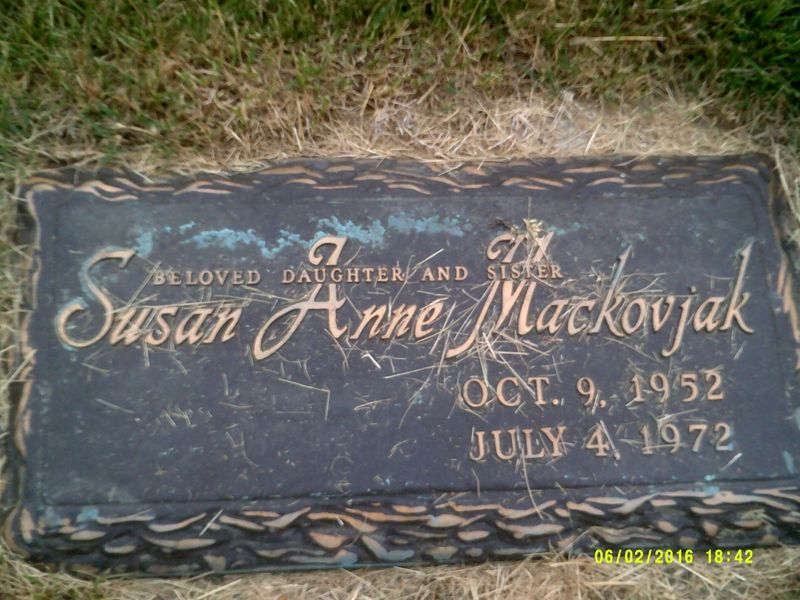 BELOVED DAUGHTER AND SISTER
Susan Anne Mackovjak
OCT. 9, 1952
JULY 4, 1972
06/02/2016 18:42